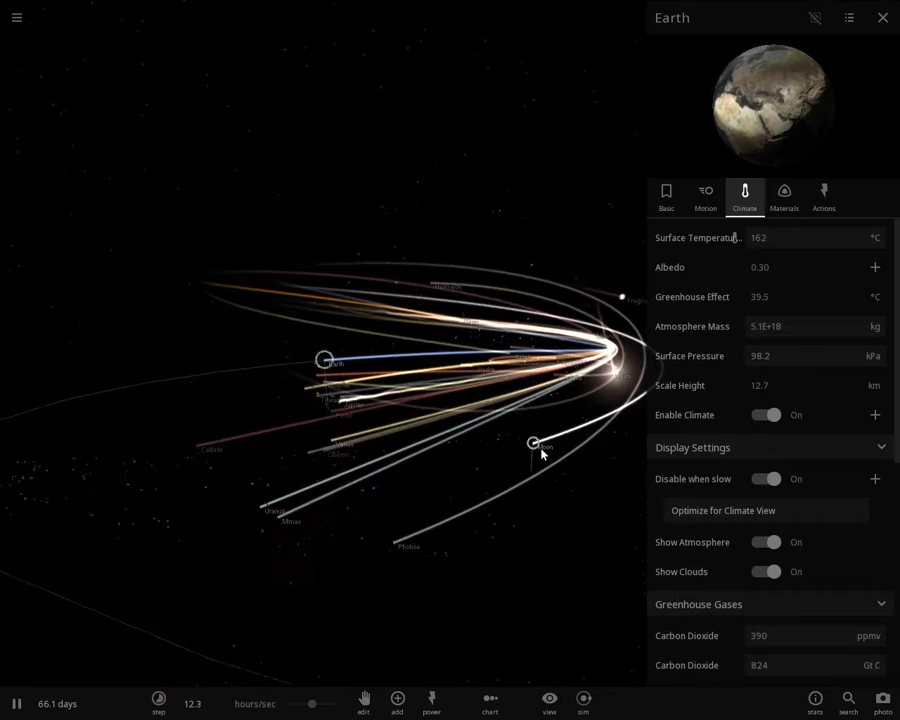 Earth
Basic
Motion
Climate
Materials
Actions
Surface Temperatu... 162 °C
Albedo 0.30
Greenhouse Effect 39.5 °C
Atmosphere Mass 5.1E+18 kg
Surface Pressure 98.2 kPa
Scale Height 12.7 km
Enable Climate On
Display Settings
Disable when slow On
Optimize for Climate View
Show Atmosphere On
Show Clouds On
Greenhouse Gases
Carbon Dioxide 390 ppmv
Carbon Dioxide 824 Gt C
Earth
Moon
Callisto
Venus
Oberon
Uranus
Mimas
Phobos
66.1 days
step
12.3
hours/sec
edit
add
power
chart
view
sim
stats
search
photo